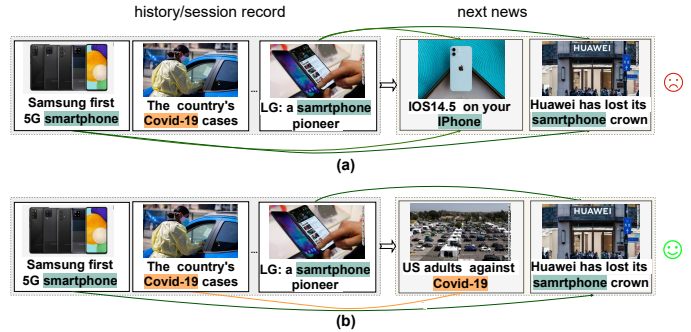 history/session record
next news
HUAWEI
Samsung first
5G smartphone
The country's
Covid-19 cases
...
LG: a samrtphone
pioneer
IOS14.5 on your
IPhone
Huawei has lost its
samrtphone crown
(a)
HUAWEI
Samsung first
5G smartphone
The country's
Covid-19 cases
...
LG: a samrtphone
pioneer
US adults against
Covid-19
Huawei has lost its
samrtphone crown
(b)